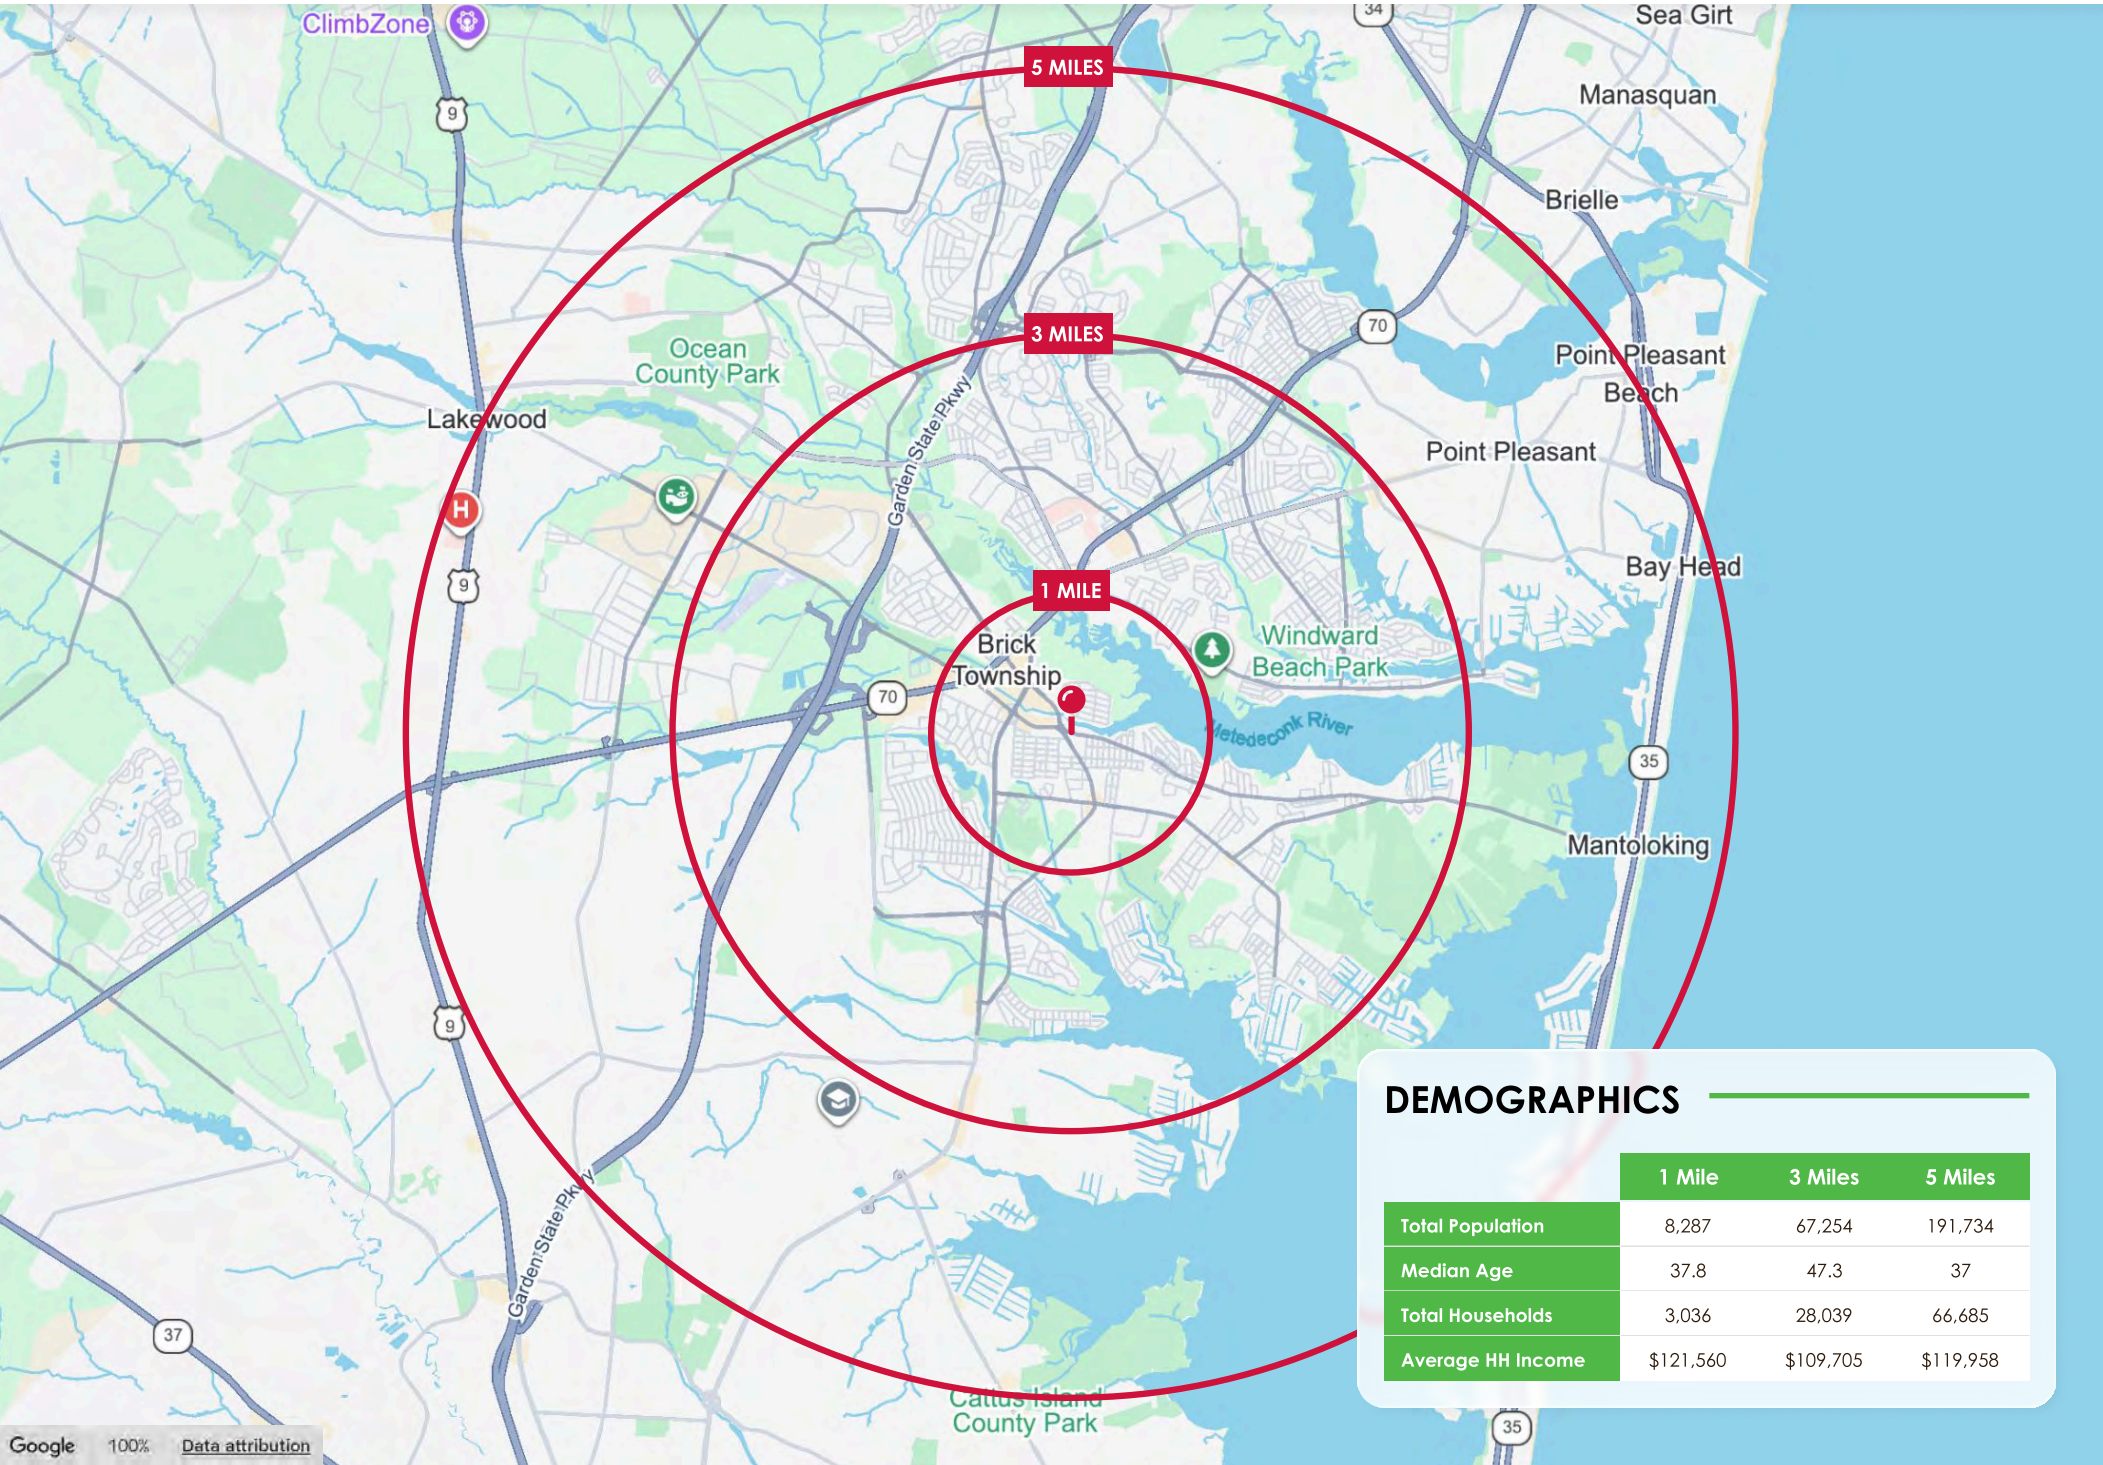 ClimbZone
34
Sea Girt
5 MILES
Manasquan
9
Brielle
3 MILES
70
Ocean
County Park
Point Pleasant
Beach
Lakewood
Garden State Pkwy
Point Pleasant
H
Bay Head
9
1 MILE
Brick
Township
Windward
Beach Park
70
Metedeconk River
35
Mantoloking
9
Garden State Pkwy
37
Cattus Island
County Park
35
DEMOGRAPHICS
1 Mile 3 Miles 5 Miles
Total Population 8,287 67,254 191,734
Median Age 37.8 47.3 37
Total Households 3,036 28,039 66,685
Average HH Income $121,560 $109,705 $119,958
Google 100% Data attribution